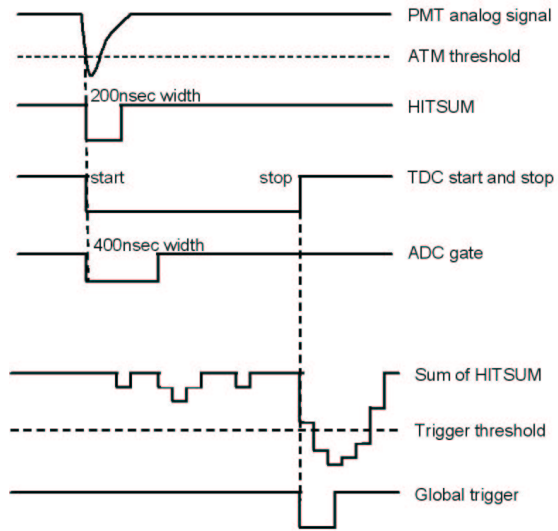 PMT analog signal
ATM threshold
200nsec width
HITSUM
start
stop
TDC start and stop
400nsec width
ADC gate
Sum of HITSUM
Trigger threshold
Global trigger